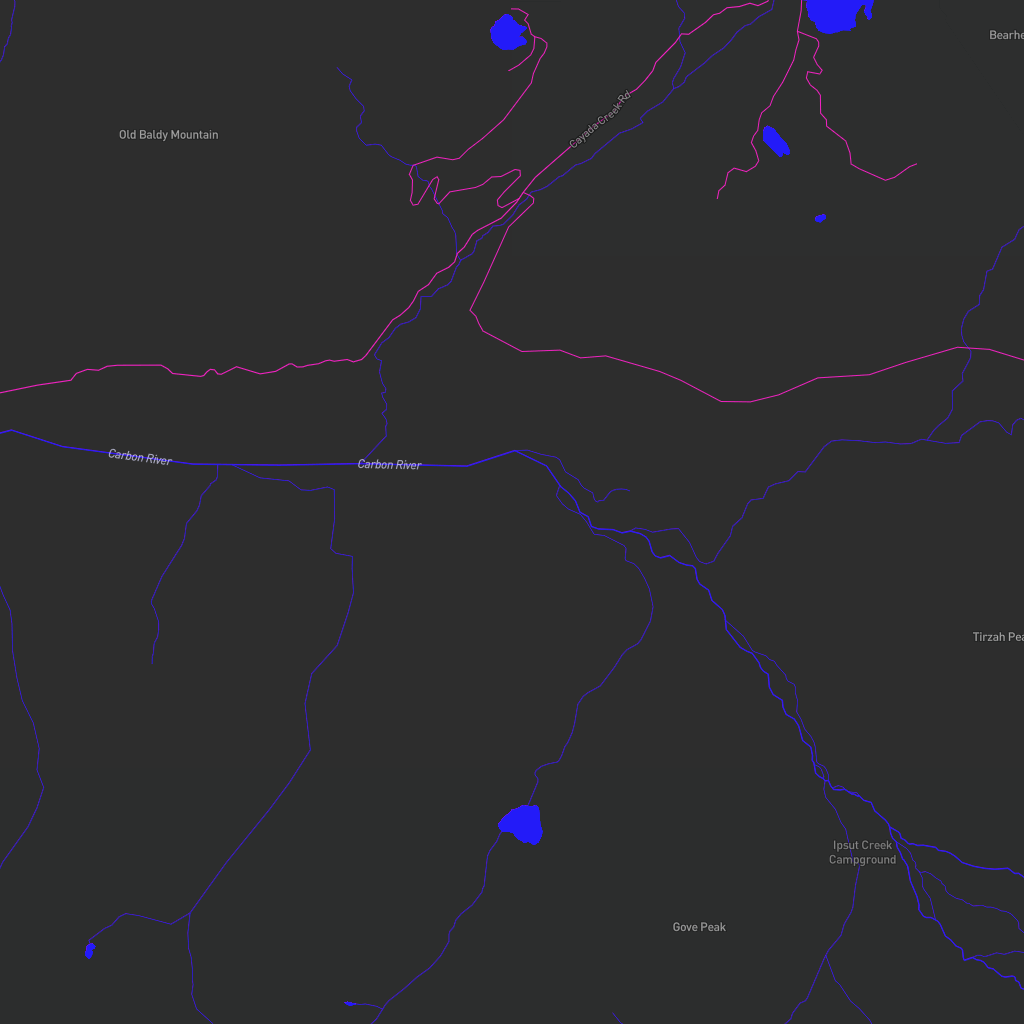 Bearhe
Old Baldy Mountain
Cayada Creek Rd
Carbon River
Carbon River
Tirzah Pea
Ipsut Creek
Campground
Gove Peak